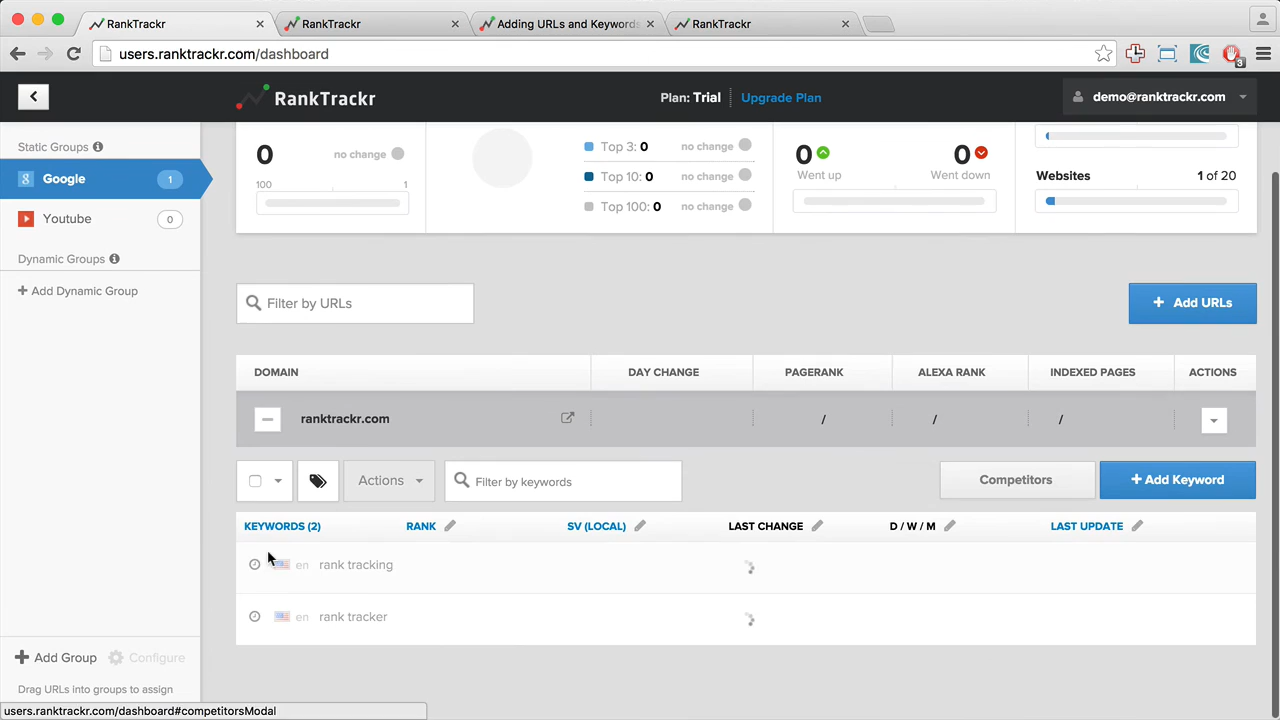 RankTrackr
RankTrackr
Adding URLs and Keywords
RankTrackr
users.ranktrackr.com/dashboard
3
RankTrackr
Plan: Trial
Upgrade Plan
demo@ranktrackr.com
Static Groups
Google
1
Youtube
0
Dynamic Groups
+ Add Dynamic Group
0
no change
100
1
Top 3: 0
no change
Top 10: 0
no change
Top 100: 0
no change
0
Went up
0
Went down
Websites
1 of 20
Filter by URLs
+ Add URLs
DOMAIN
DAY CHANGE
PAGERANK
ALEXA RANK
INDEXED PAGES
ACTIONS
ranktrackr.com
/
/
/
Actions
Filter by keywords
Competitors
+ Add Keyword
KEYWORDS (2)
RANK
SV (LOCAL)
LAST CHANGE
D / W / M
LAST UPDATE
en rank tracking
en rank tracker
+ Add Group
Configure
Drag URLs into groups to assign
users.ranktrackr.com/dashboard#competitorsModal